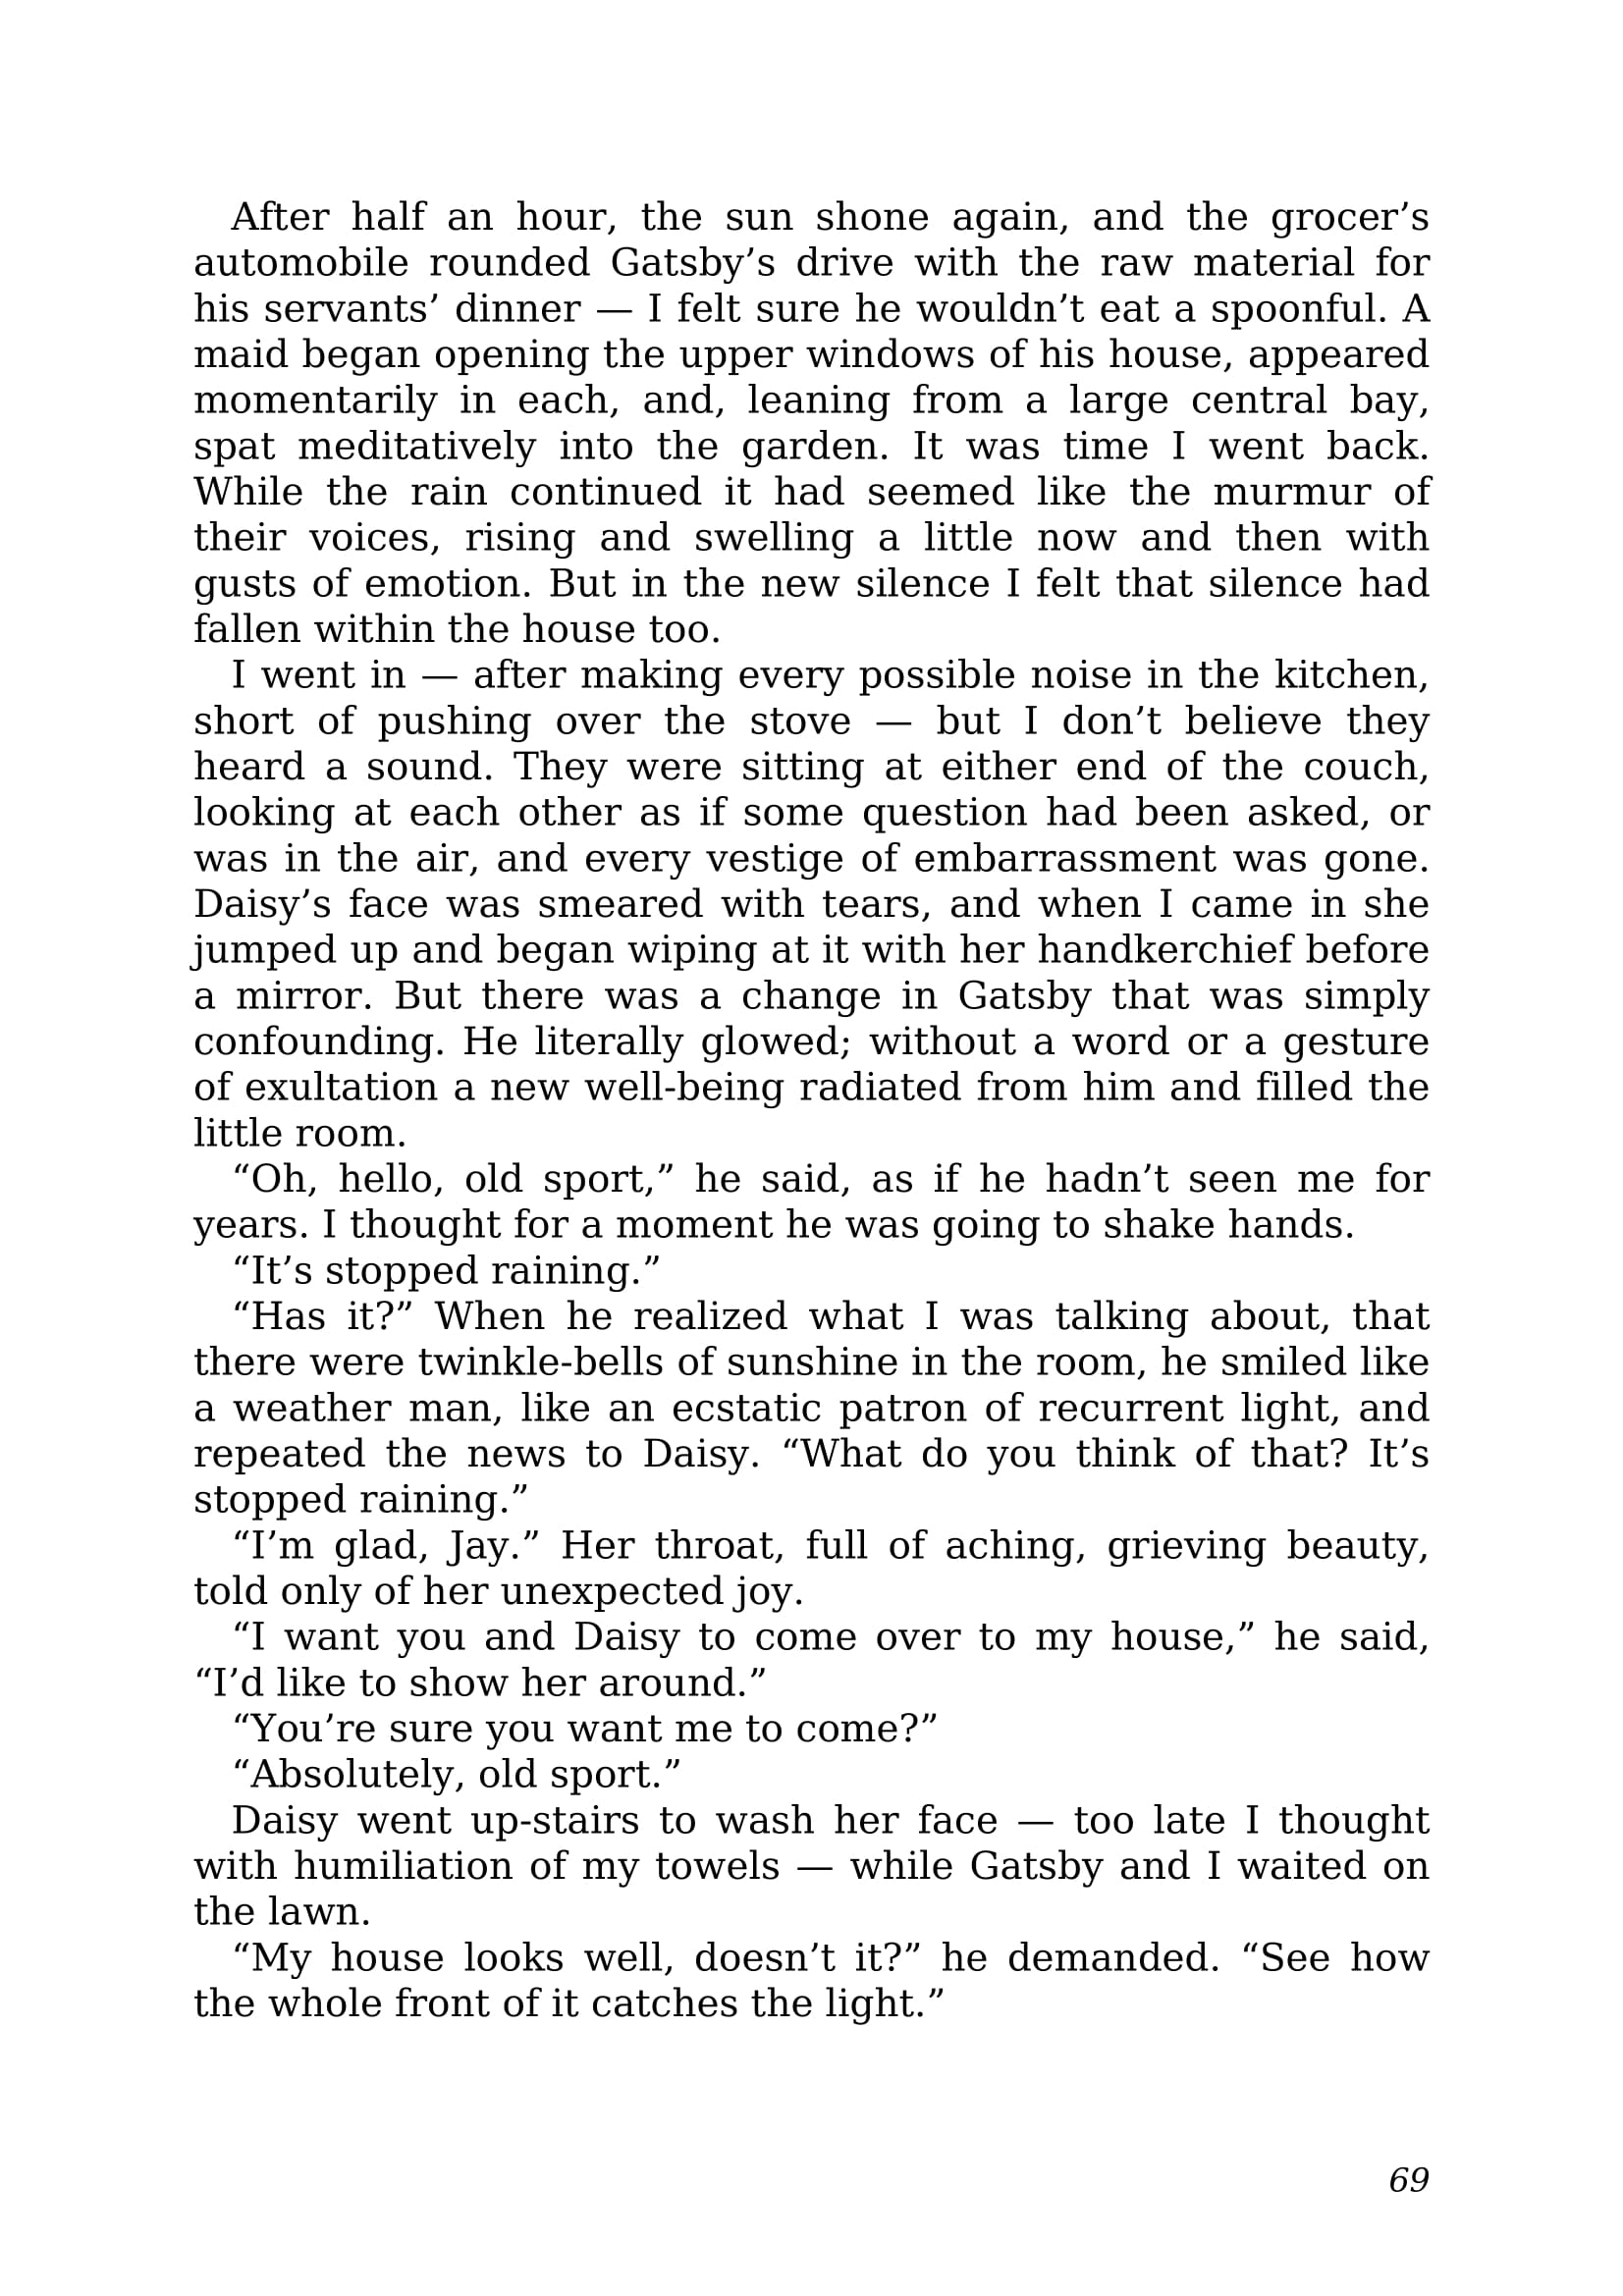 After half an hour, the sun shone again, and the grocer’s
automobile rounded Gatsby’s drive with the raw material for
his servants’ dinner — I felt sure he wouldn’t eat a spoonful. A
maid began opening the upper windows of his house, appeared
momentarily in each, and, leaning from a large central bay,
spat meditatively into the garden. It was time I went back.
While the rain continued it had seemed like the murmur of
their voices, rising and swelling a little now and then with
gusts of emotion. But in the new silence I felt that silence had
fallen within the house too.
I went in — after making every possible noise in the kitchen,
short of pushing over the stove — but I don’t believe they
heard a sound. They were sitting at either end of the couch,
looking at each other as if some question had been asked, or
was in the air, and every vestige of embarrassment was gone.
Daisy’s face was smeared with tears, and when I came in she
jumped up and began wiping at it with her handkerchief before
a mirror. But there was a change in Gatsby that was simply
confounding. He literally glowed; without a word or a gesture
of exultation a new well-being radiated from him and filled the
little room.
“Oh, hello, old sport,” he said, as if he hadn’t seen me for
years. I thought for a moment he was going to shake hands.
“It’s stopped raining.”
“Has it?” When he realized what I was talking about, that
there were twinkle-bells of sunshine in the room, he smiled like
a weather man, like an ecstatic patron of recurrent light, and
repeated the news to Daisy. “What do you think of that? It’s
stopped raining.”
“I’m glad, Jay.” Her throat, full of aching, grieving beauty,
told only of her unexpected joy.
“I want you and Daisy to come over to my house,” he said,
“I’d like to show her around.”
“You’re sure you want me to come?”
“Absolutely, old sport.”
Daisy went up-stairs to wash her face — too late I thought
with humiliation of my towels — while Gatsby and I waited on
the lawn.
“My house looks well, doesn’t it?” he demanded. “See how
the whole front of it catches the light.”
69